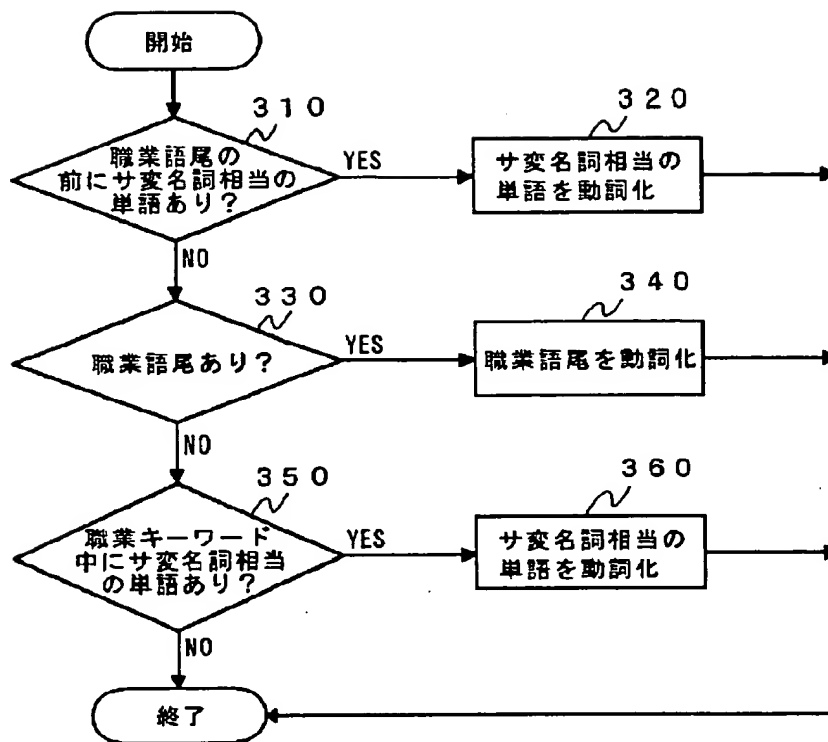 開始
310
職業語尾の
前にサ変名詞相当の
単語あり?
YES
320
サ変名詞相当の
単語を動詞化
NO
330
職業語尾あり?
YES
340
職業語尾を動詞化
NO
350
職業キーワード
中にサ変名詞相当
の単語あり?
YES
360
サ変名詞相当の
単語を動詞化
NO
終了